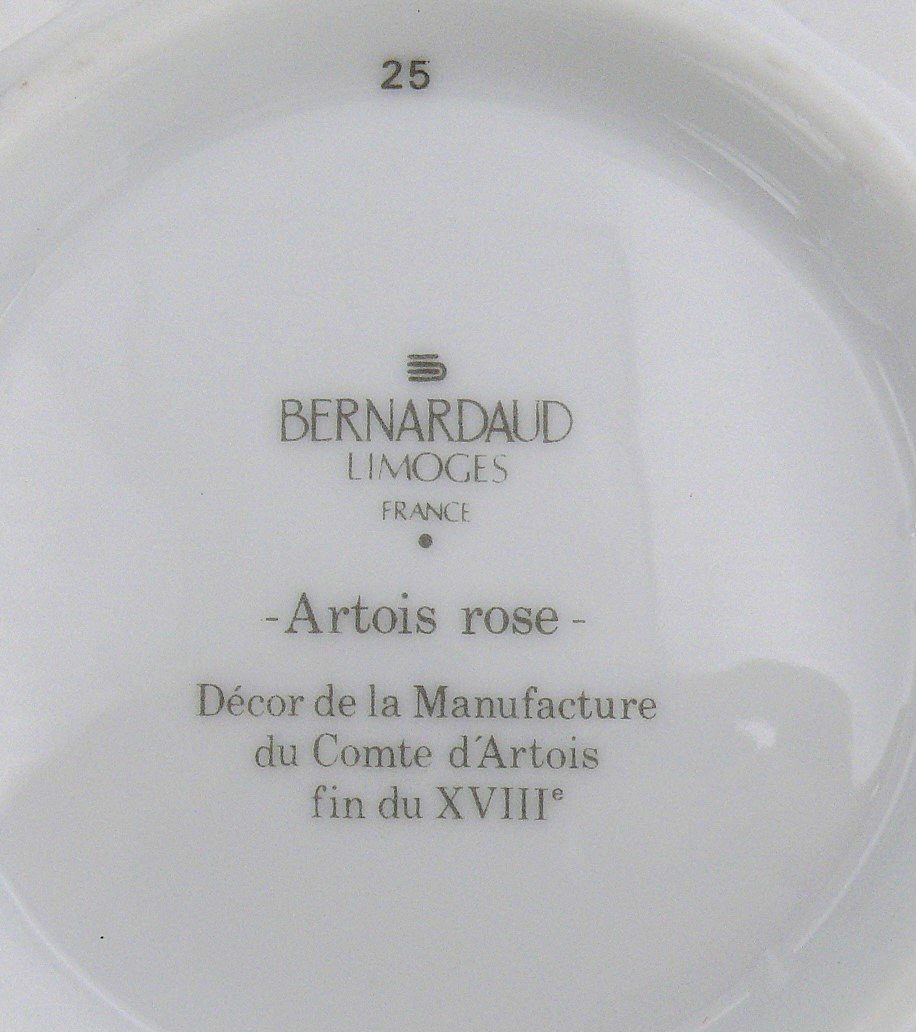 25
BERNARDAUD
LIMOGES
FRANCE
-Artois rose-
Décor de la Manufacture
du Comte d'Artois
fin du XVIIIᵉ